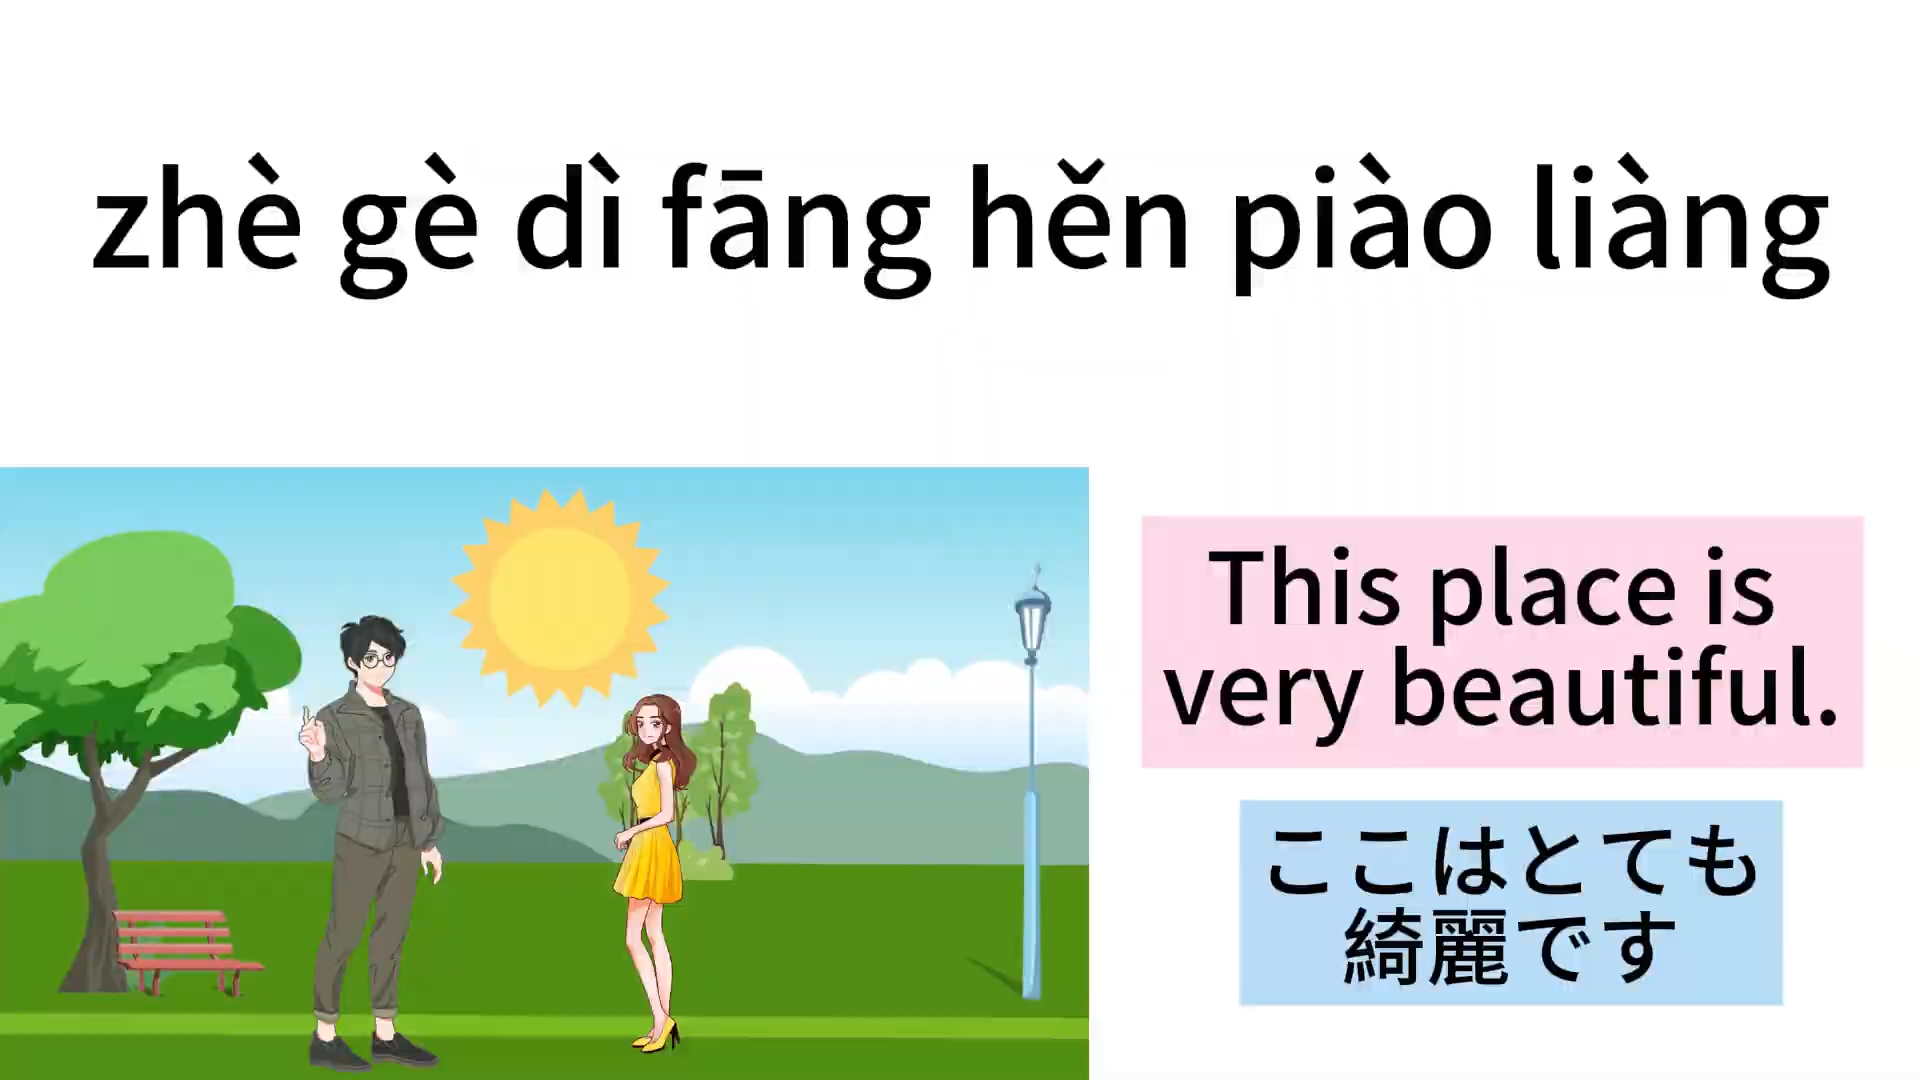 zhè gè dì fāng hěn piào liàng
This place is
very beautiful.
ここはとても
綺麗です